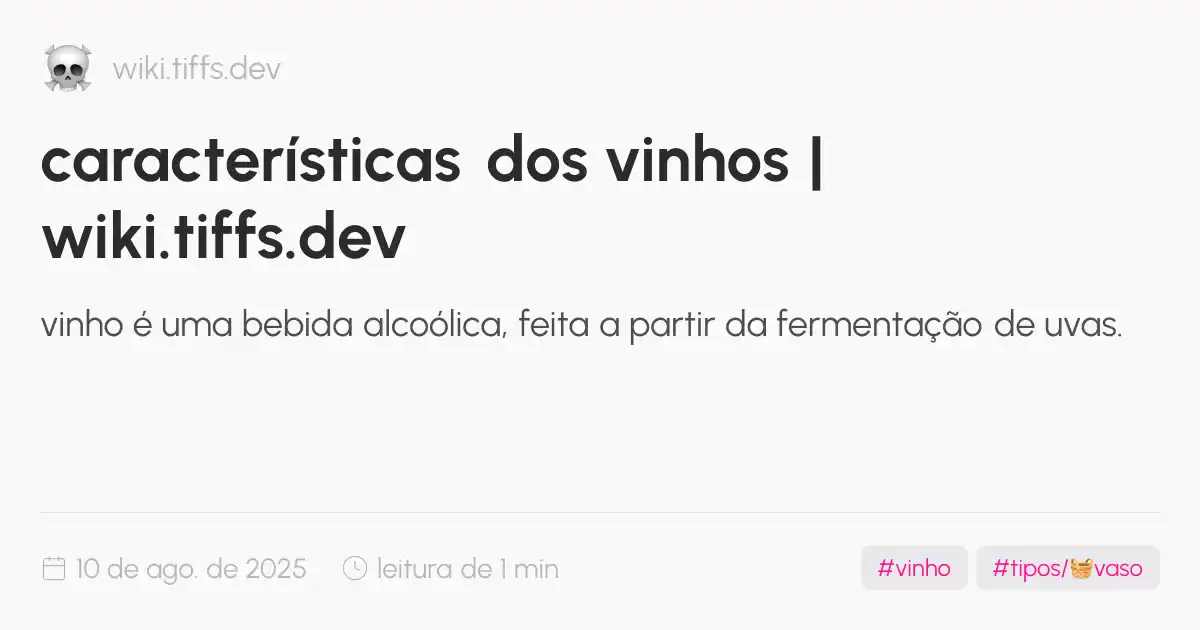 wiki.tiffs.dev
características dos vinhos |
wiki.tiffs.dev
vinho é uma bebida alcoólica, feita a partir da fermentação de uvas.
10 de ago. de 2025 leitura de 1 min #vinho #tipos/🧺vaso